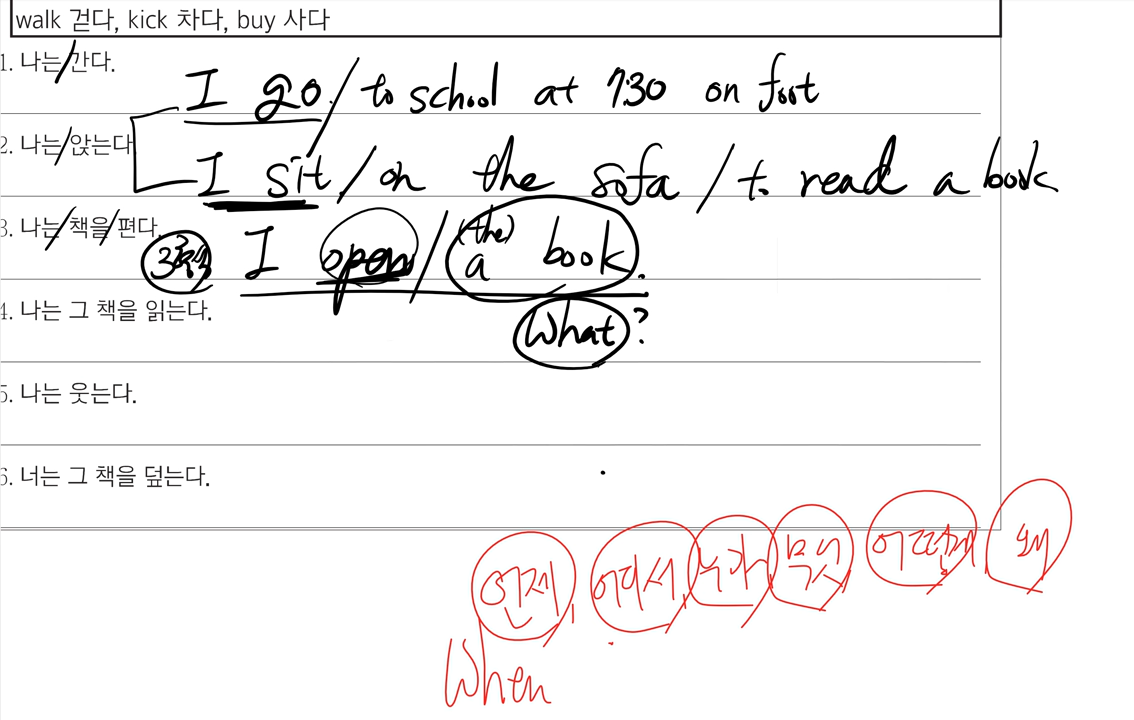 walk 걷다, kick 차다, buy 사다
1. 나는/간다.
I go / to school at 7:30 on foot
2. 나는/앉는다
I sit / on the sofa / to read a book
3. 나는/책을/편다.
3형식 I open / (the) a book.
4. 나는 그 책을 읽는다.
What?
5. 나는 웃는다.
6. 너는 그 책을 덮는다.
언제, 어디서, 누가, 무엇, 어떻게, 왜
When